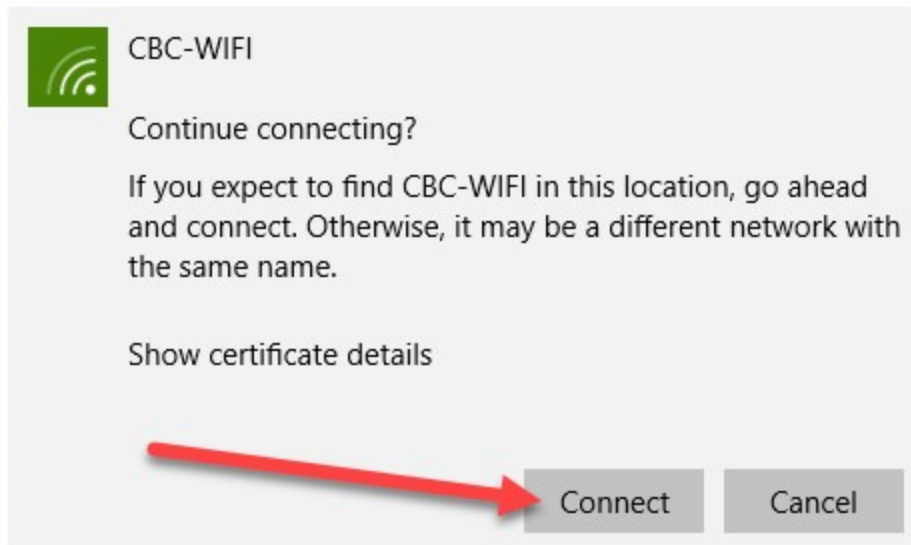 CBC-WIFI
Continue connecting?
If you expect to find CBC-WIFI in this location, go ahead
and connect. Otherwise, it may be a different network with
the same name.
Show certificate details
Connect Cancel